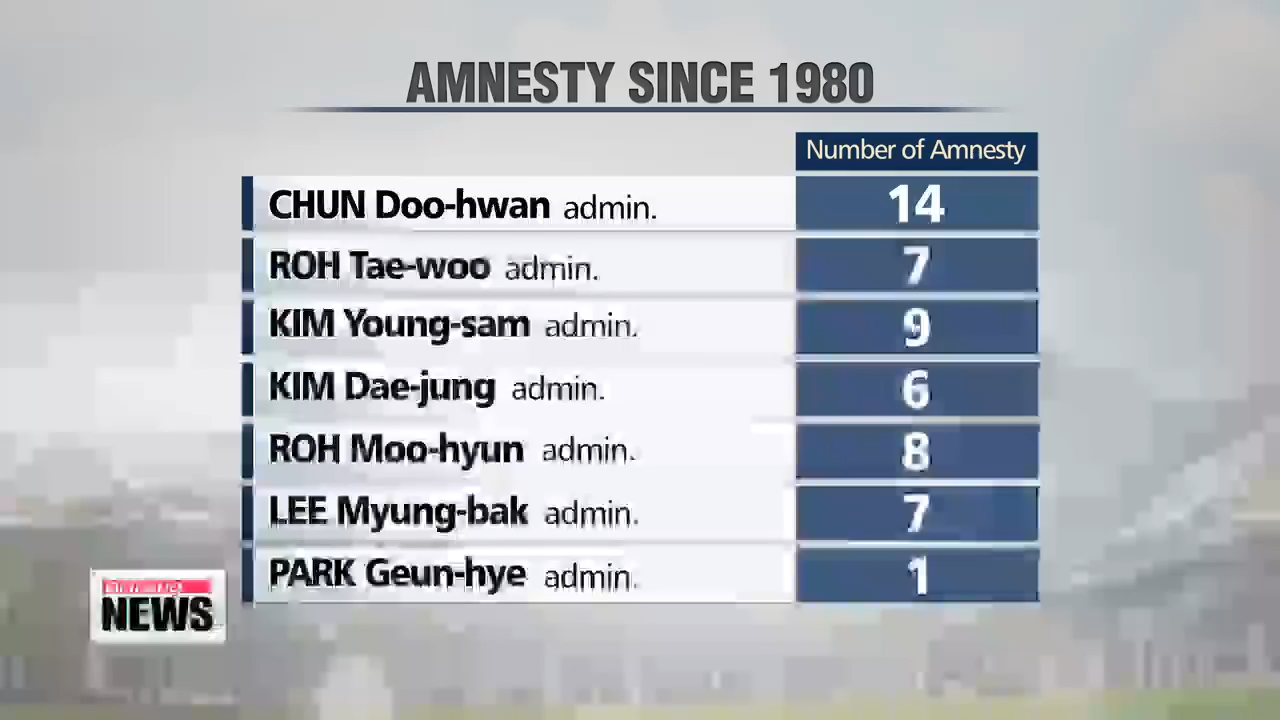 AMNESTY SINCE 1980
Number of Amnesty
CHUN Doo-hwan admin. 14
ROH Tae-woo admin. 7
KIM Young-sam admin. 9
KIM Dae-jung admin. 6
ROH Moo-hyun admin. 8
LEE Myung-bak admin. 7
PARK Geun-hye admin. 1
NEWS